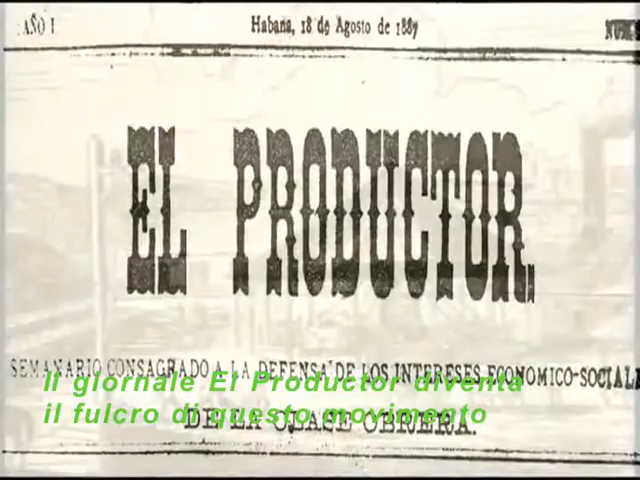 AÑO I
Habana, 18 de Agosto de 1887
EL PRODUCTOR.
SEMANARIO CONSAGRADO A LA DEFENSA DE LOS INTERESES ECONOMICO-SOCIALE
Il giornale El Productor diventa
il fulcro di questo movimento
DE LA CLASE OBRERA.